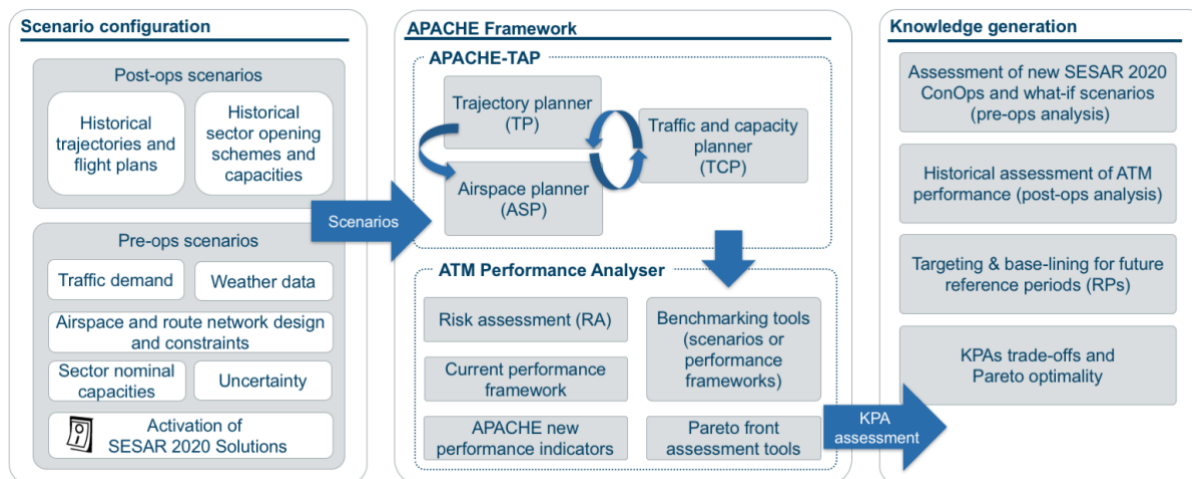 Scenario configuration
Post-ops scenarios
Historical
trajectories and
flight plans
Historical
sector opening
schemes and
capacities
Pre-ops scenarios
Traffic demand
Weather data
Airspace and route network design
and constraints
Sector nominal
capacities
Uncertainty
Activation of
SESAR 2020 Solutions
Scenarios
APACHE Framework
APACHE-TAP
Trajectory planner
(TP)
Airspace planner
(ASP)
Traffic and capacity
planner
(TCP)
ATM Performance Analyser
Risk assessment (RA)
Current performance
framework
APACHE new
performance indicators
Benchmarking tools
(scenarios or
performance
frameworks)
Pareto front
assessment tools
KPA
assessment
Knowledge generation
Assessment of new SESAR 2020
ConOps and what-if scenarios
(pre-ops analysis)
Historical assessment of ATM
performance (post-ops analysis)
Targeting & base-lining for future
reference periods (RPs)
KPAs trade-offs and
Pareto optimality